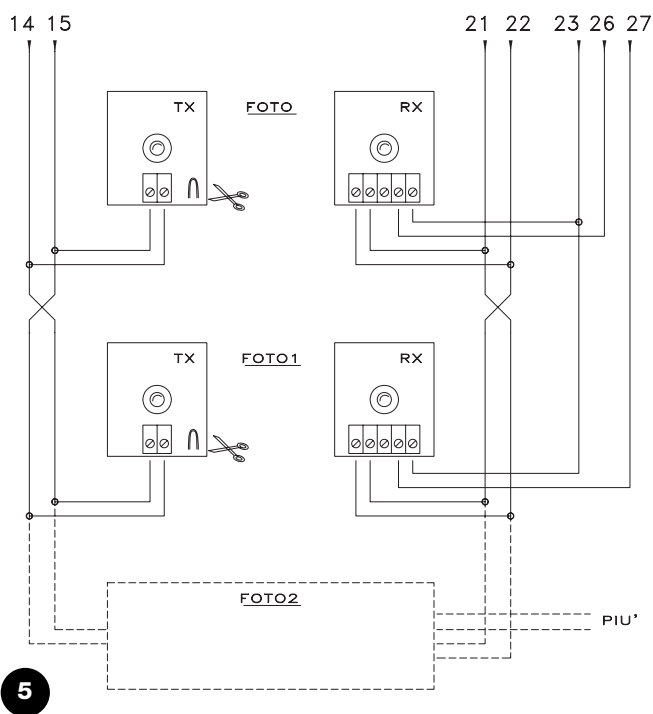 14 15 21 22 23 26 27
TX FOTO RX
TX FOTO1 RX
FOTO2
PIU'
5